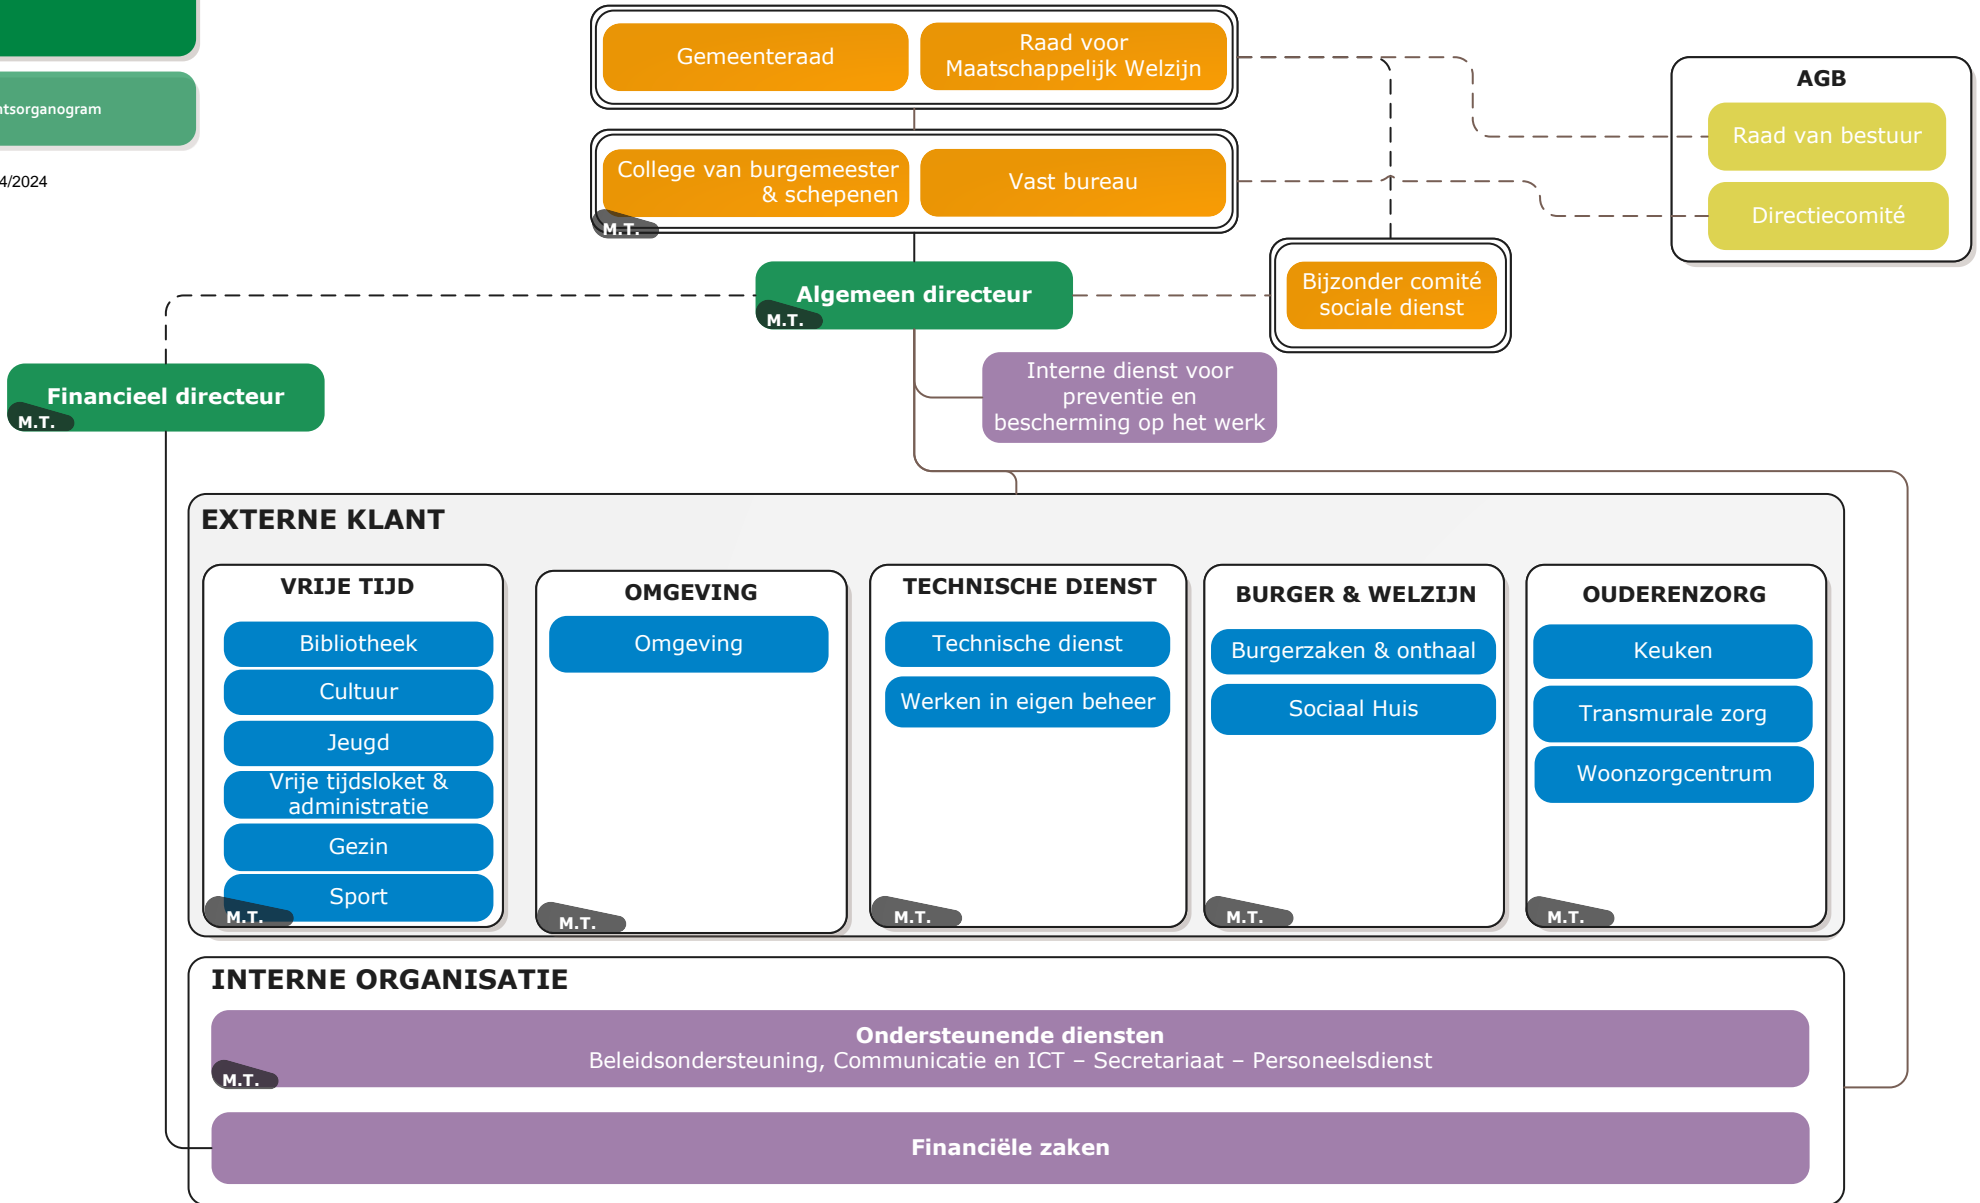 ntsorganogram
4/2024
Gemeenteraad
Raad voor
Maatschappelijk Welzijn
College van burgemeester
& schepenen
M.T.
Vast bureau
AGB
Raad van bestuur
Directiecomité
Algemeen directeur
M.T.
Bijzonder comité
sociale dienst
Financieel directeur
M.T.
Interne dienst voor
preventie en
bescherming op het werk
EXTERNE KLANT
VRIJE TIJD
Bibliotheek
Cultuur
Jeugd
Vrije tijdsloket &
administratie
Gezin
Sport
M.T.
OMGEVING
Omgeving
M.T.
TECHNISCHE DIENST
Technische dienst
Werken in eigen beheer
M.T.
BURGER & WELZIJN
Burgerzaken & onthaal
Sociaal Huis
M.T.
OUDERENZORG
Keuken
Transmurale zorg
Woonzorgcentrum
M.T.
INTERNE ORGANISATIE
Ondersteunende diensten
Beleidsondersteuning, Communicatie en ICT – Secretariaat – Personeelsdienst
M.T.
Financiële zaken